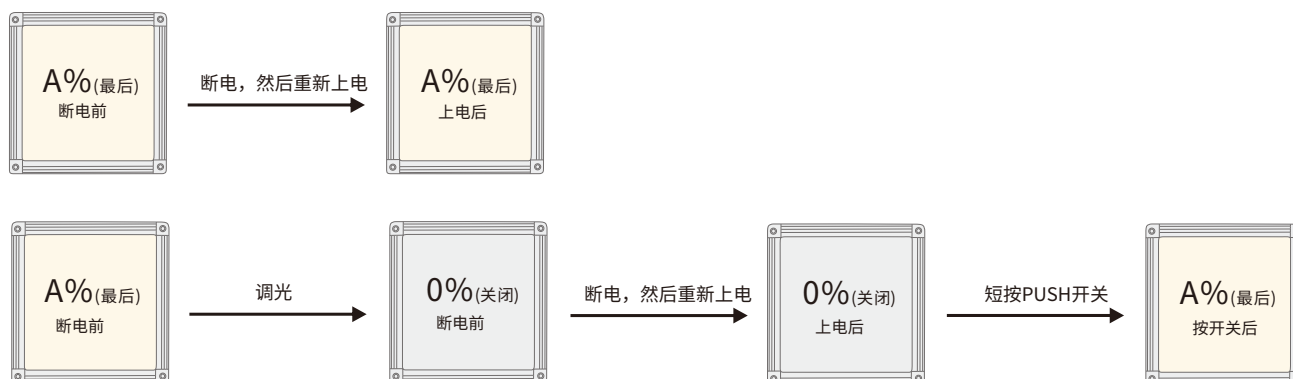 A%(最后)
断电前
断电，然后重新上电
A%(最后)
上电后
A%(最后)
断电前
调光
0%(关闭)
断电前
断电，然后重新上电
0%(关闭)
上电后
短按PUSH开关
A%(最后)
按开关后